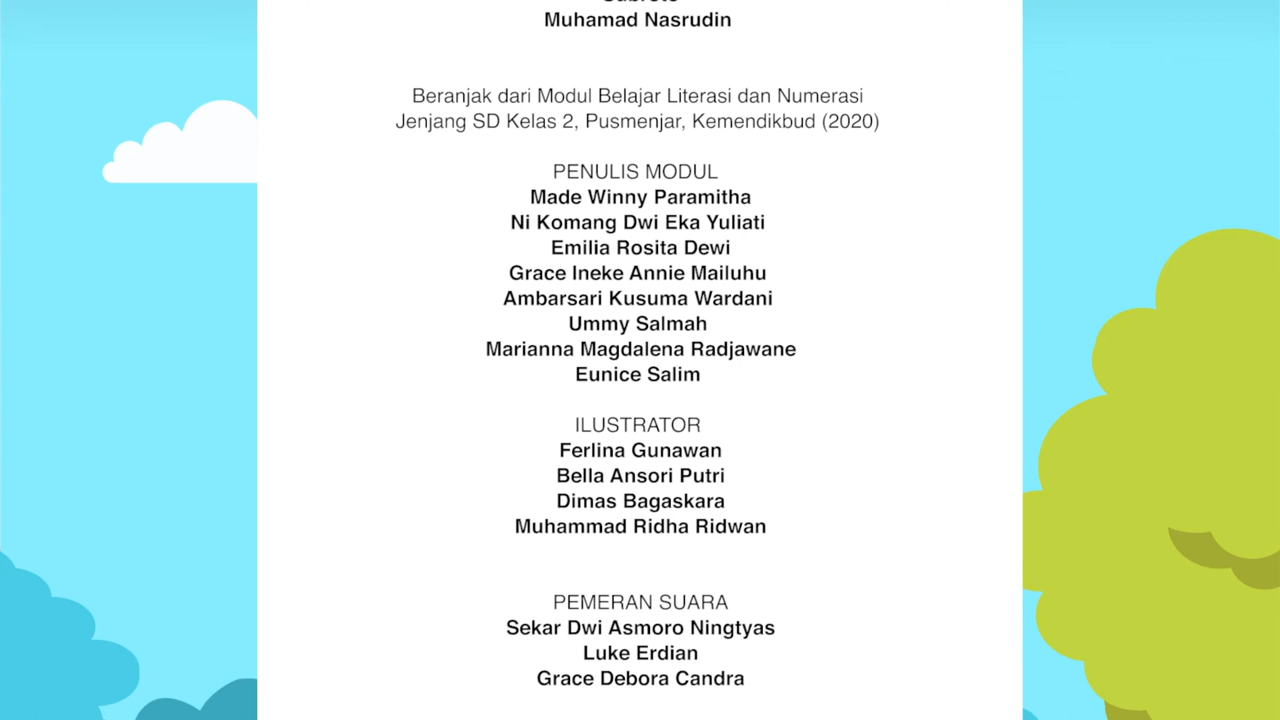 Muhamad Nasrudin
Beranjak dari Modul Belajar Literasi dan Numerasi
Jenjang SD Kelas 2, Pusmenjar, Kemendikbud (2020)
PENULIS MODUL
Made Winny Paramitha
Ni Komang Dwi Eka Yuliati
Emilia Rosita Dewi
Grace Ineke Annie Mailuhu
Ambarsari Kusuma Wardani
Ummy Salmah
Marianna Magdalena Radjawane
Eunice Salim
ILUSTRATOR
Ferlina Gunawan
Bella Ansori Putri
Dimas Bagaskara
Muhammad Ridha Ridwan
PEMERAN SUARA
Sekar Dwi Asmoro Ningtyas
Luke Erdian
Grace Debora Candra